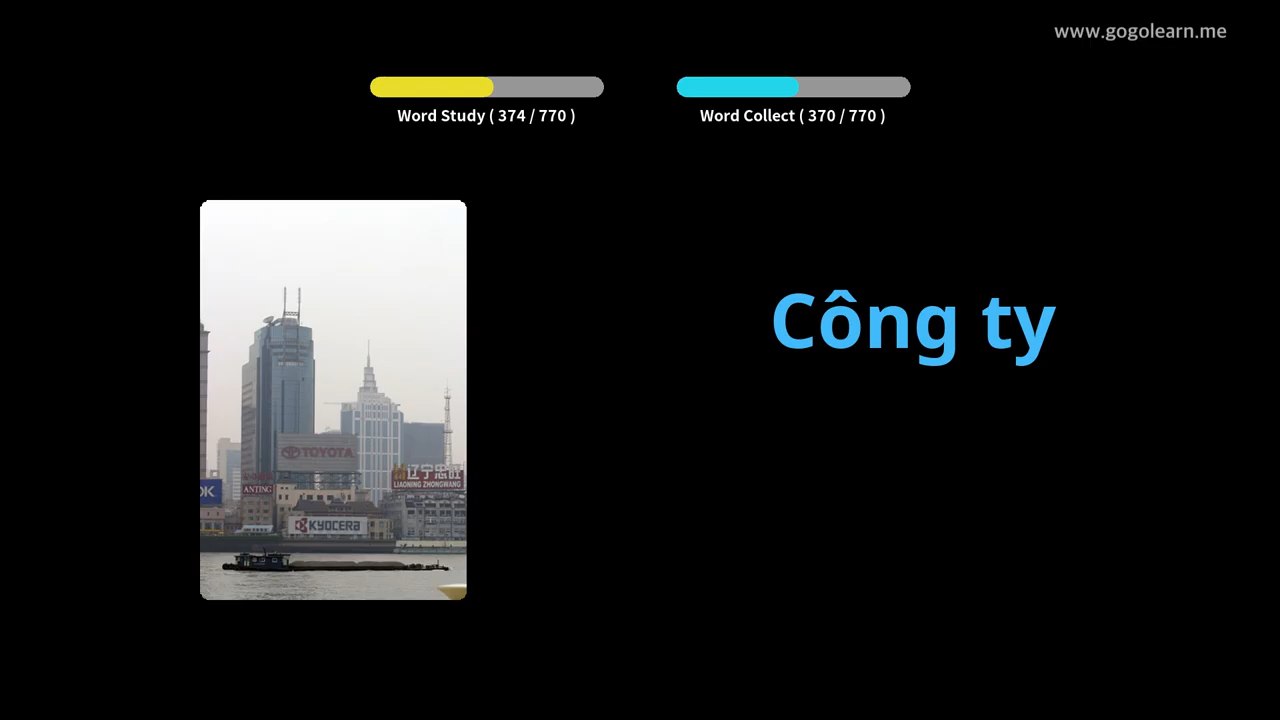 www.gogolearn.me
Word Study ( 374 / 770 )
Word Collect ( 370 / 770 )
Công ty
TOYOTA
辽宁忠旺
LIAONING ZHONGWANG
OK
ANTING
KYOCERA